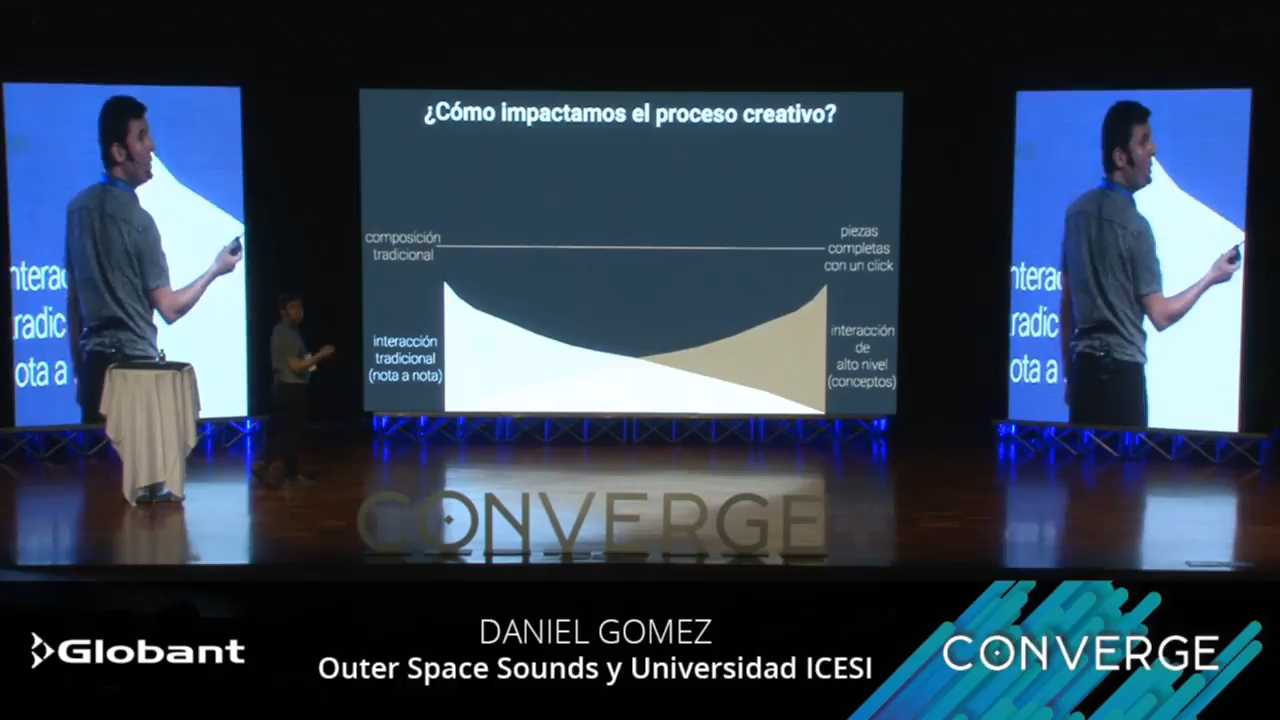 ¿Cómo impactamos el proceso creativo?
composición
tradicional
piezas
completas
con un click
interacción
tradicional
(nota a nota)
interacción
de
alto nivel
(conceptos)
ota a
CONVERGE
Globant
DANIEL GOMEZ
Outer Space Sounds y Universidad ICESI
CONVERGE